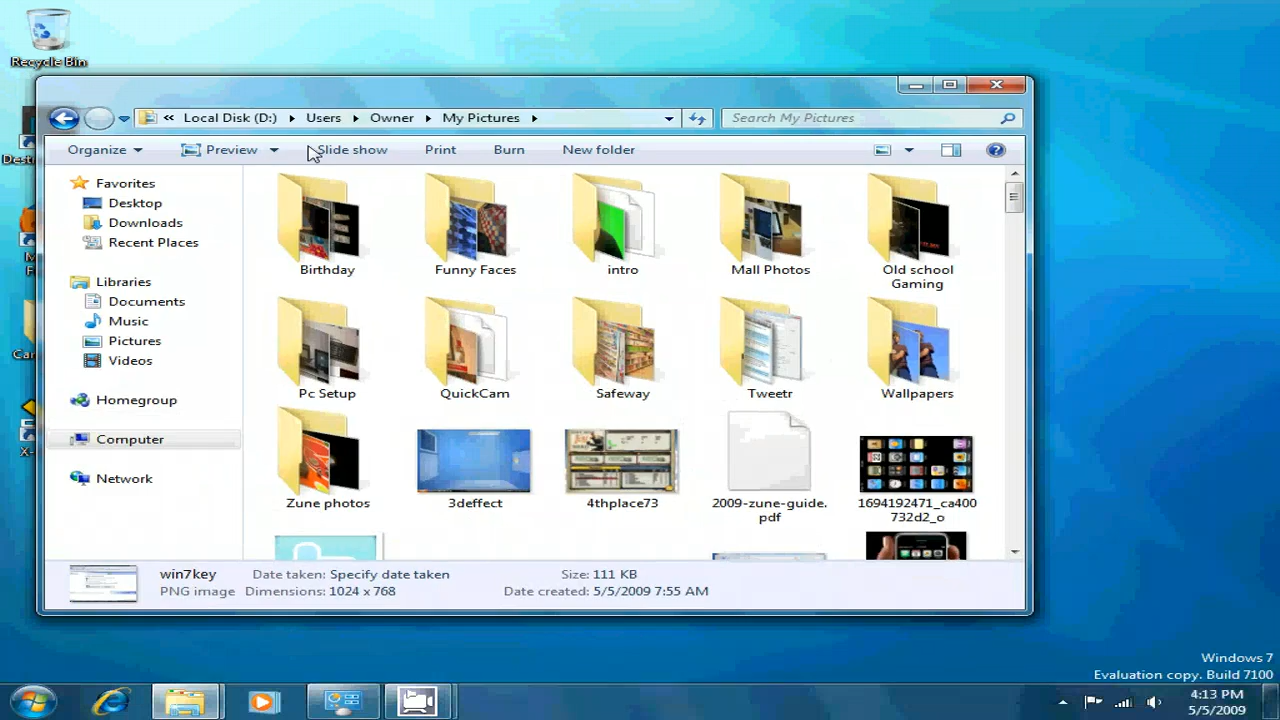 Recycle Bin
« Local Disk (D:) Users Owner My Pictures
Search My Pictures
Organize Preview Slide show Print Burn New folder
Favorites
Desktop
Downloads
Recent Places
Libraries
Documents
Music
Pictures
Videos
Homegroup
Computer
Network
Birthday
Funny Faces
intro
Mall Photos
Old school
Gaming
Pc Setup
QuickCam
Safeway
Tweetr
Wallpapers
Zune photos
3deffect
4thplace73
2009-zune-guide.
pdf
1694192471_ca400
732d2_o
win7key
Date taken: Specify date taken
Size: 111 KB
PNG image
Dimensions: 1024 x 768
Date created: 5/5/2009 7:55 AM
Windows 7
Evaluation copy. Build 7100
4:13 PM
5/5/2009